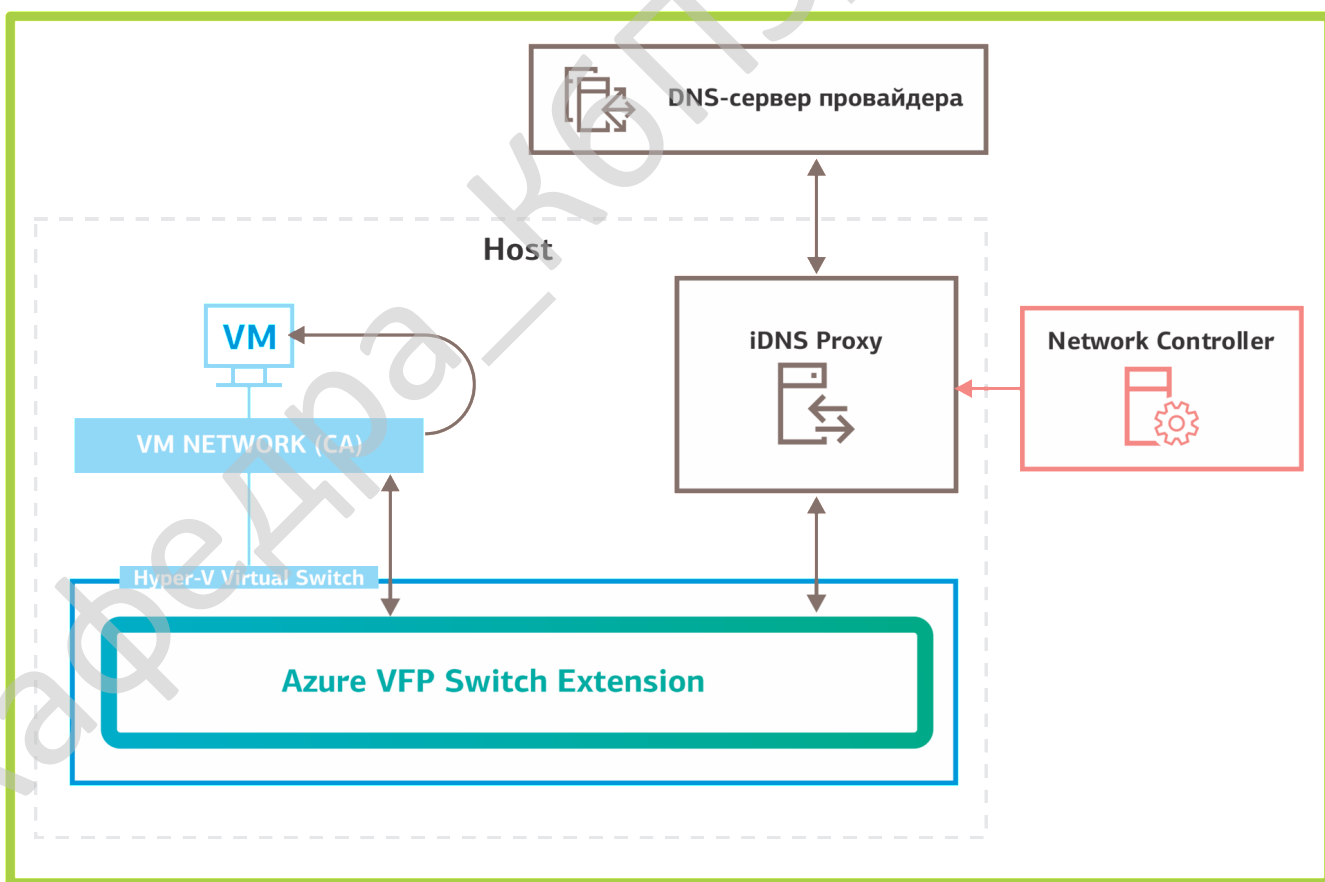 DNS-сервер провайдера
Host
VM
iDNS Proxy
Network Controller
VM NETWORK (CA)
Hyper-V Virtual Switch
Azure VFP Switch Extension